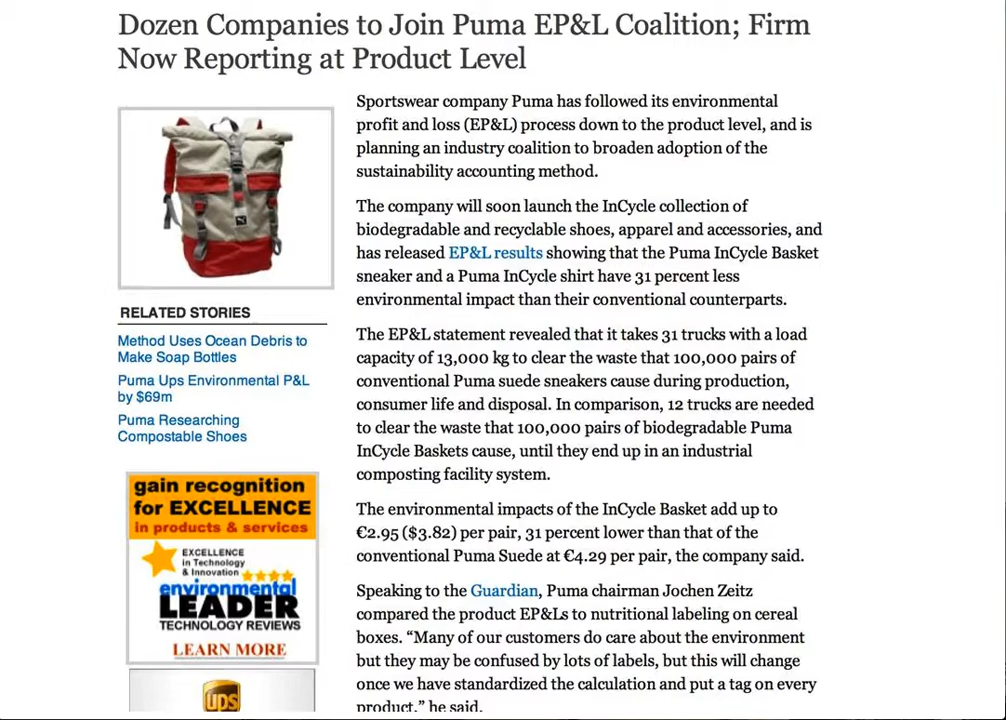 Dozen Companies to Join Puma EP&L Coalition; Firm
Now Reporting at Product Level
Sportswear company Puma has followed its environmental
profit and loss (EP&L) process down to the product level, and is
planning an industry coalition to broaden adoption of the
sustainability accounting method.
The company will soon launch the InCycle collection of
biodegradable and recyclable shoes, apparel and accessories, and
has released EP&L results showing that the Puma InCycle Basket
sneaker and a Puma InCycle shirt have 31 percent less
environmental impact than their conventional counterparts.
The EP&L statement revealed that it takes 31 trucks with a load
capacity of 13,000 kg to clear the waste that 100,000 pairs of
conventional Puma suede sneakers cause during production,
consumer life and disposal. In comparison, 12 trucks are needed
to clear the waste that 100,000 pairs of biodegradable Puma
InCycle Baskets cause, until they end up in an industrial
composting facility system.
The environmental impacts of the InCycle Basket add up to
€2.95 ($3.82) per pair, 31 percent lower than that of the
conventional Puma Suede at €4.29 per pair, the company said.
Speaking to the Guardian, Puma chairman Jochen Zeitz
compared the product EP&Ls to nutritional labeling on cereal
boxes. “Many of our customers do care about the environment
but they may be confused by lots of labels, but this will change
once we have standardized the calculation and put a tag on every
product,” he said.
RELATED STORIES
Method Uses Ocean Debris to
Make Soap Bottles
Puma Ups Environmental P&L
by $69m
Puma Researching
Compostable Shoes
gain recognition
for EXCELLENCE
in products & services
EXCELLENCE
in Technology
& Innovation
environmental
LEADER
TECHNOLOGY REVIEWS
LEARN MORE
ups